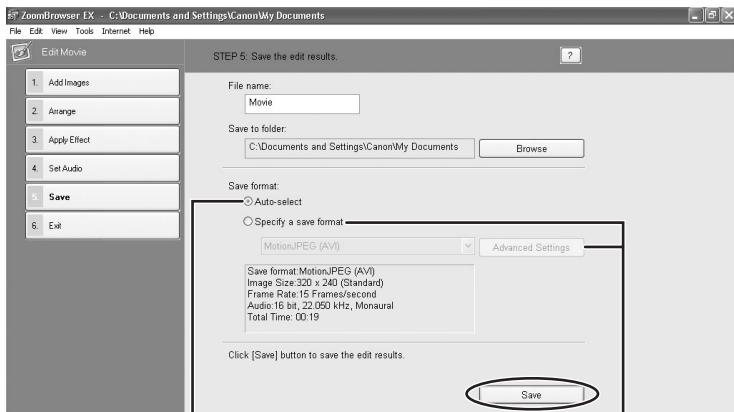 ZoomBrowser EX - C:\Documents and Settings\Canon\My Documents
File Edit View Tools Internet Help
Edit Movie
STEP 5: Save the edit results.
?
1. Add Images
2. Arrange
3. Apply Effect
4. Set Audio
5. Save
6. Exit
File name:
Movie
Save to folder:
C:\Documents and Settings\Canon\My Documents
Browse
Save format:
Auto-select
Specify a save format
MotionJPEG (AVI)
Advanced Settings
Save format:MotionJPEG (AVI)
Image Size:320 x 240 (Standard)
Frame Rate:15 Frames/second
Audio:16 bit, 22.050 kHz, Monaural
Total Time: 00:19
Click [Save] button to save the edit results.
Save